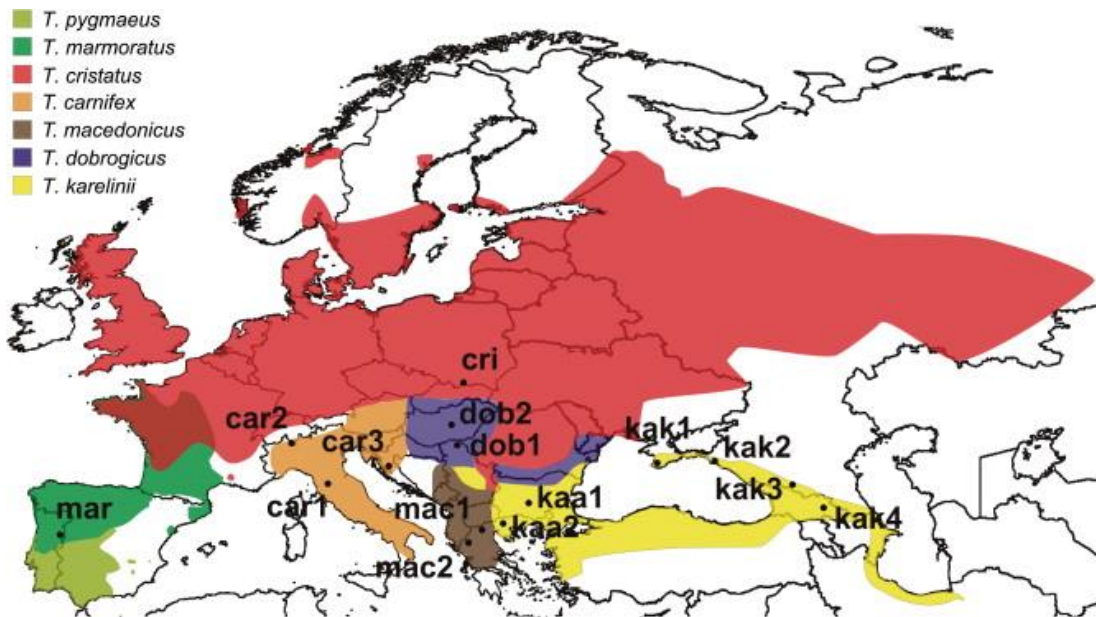 T. pygmaeus
T. marmoratus
T. cristatus
T. carnifex
T. macedonicus
T. dobrogicus
T. karelinii
cri
car2
dob2
car3
dob1
kak1
kak2
kak3
mar
car1
mac1
kaa1
kaa2
kak4
mac2